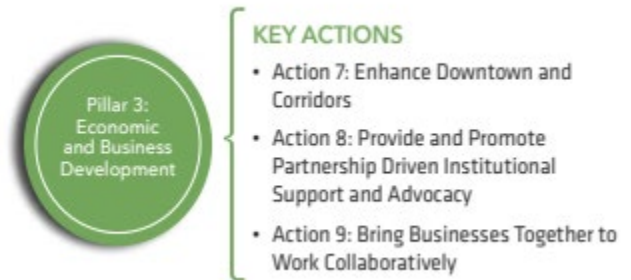 Pillar 3:
Economic
and Business
Development
KEY ACTIONS
• Action 7: Enhance Downtown and
Corridors
• Action 8: Provide and Promote
Partnership Driven Institutional
Support and Advocacy
• Action 9: Bring Businesses Together to
Work Collaboratively